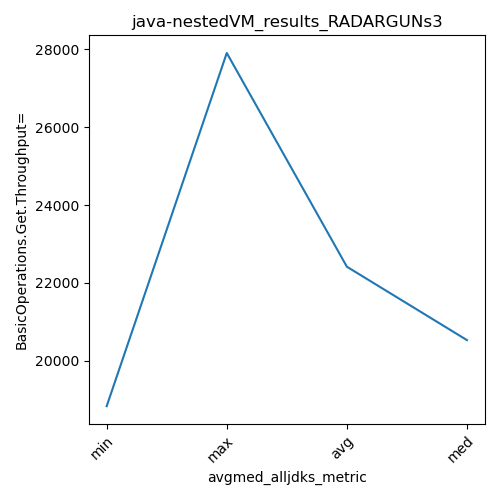 java-nestedVM_results_RADARGUNs3
BasicOperations.Get.Throughput=
28000
26000
24000
22000
20000
min
max
avg
med
avgmed_alljdks_metric